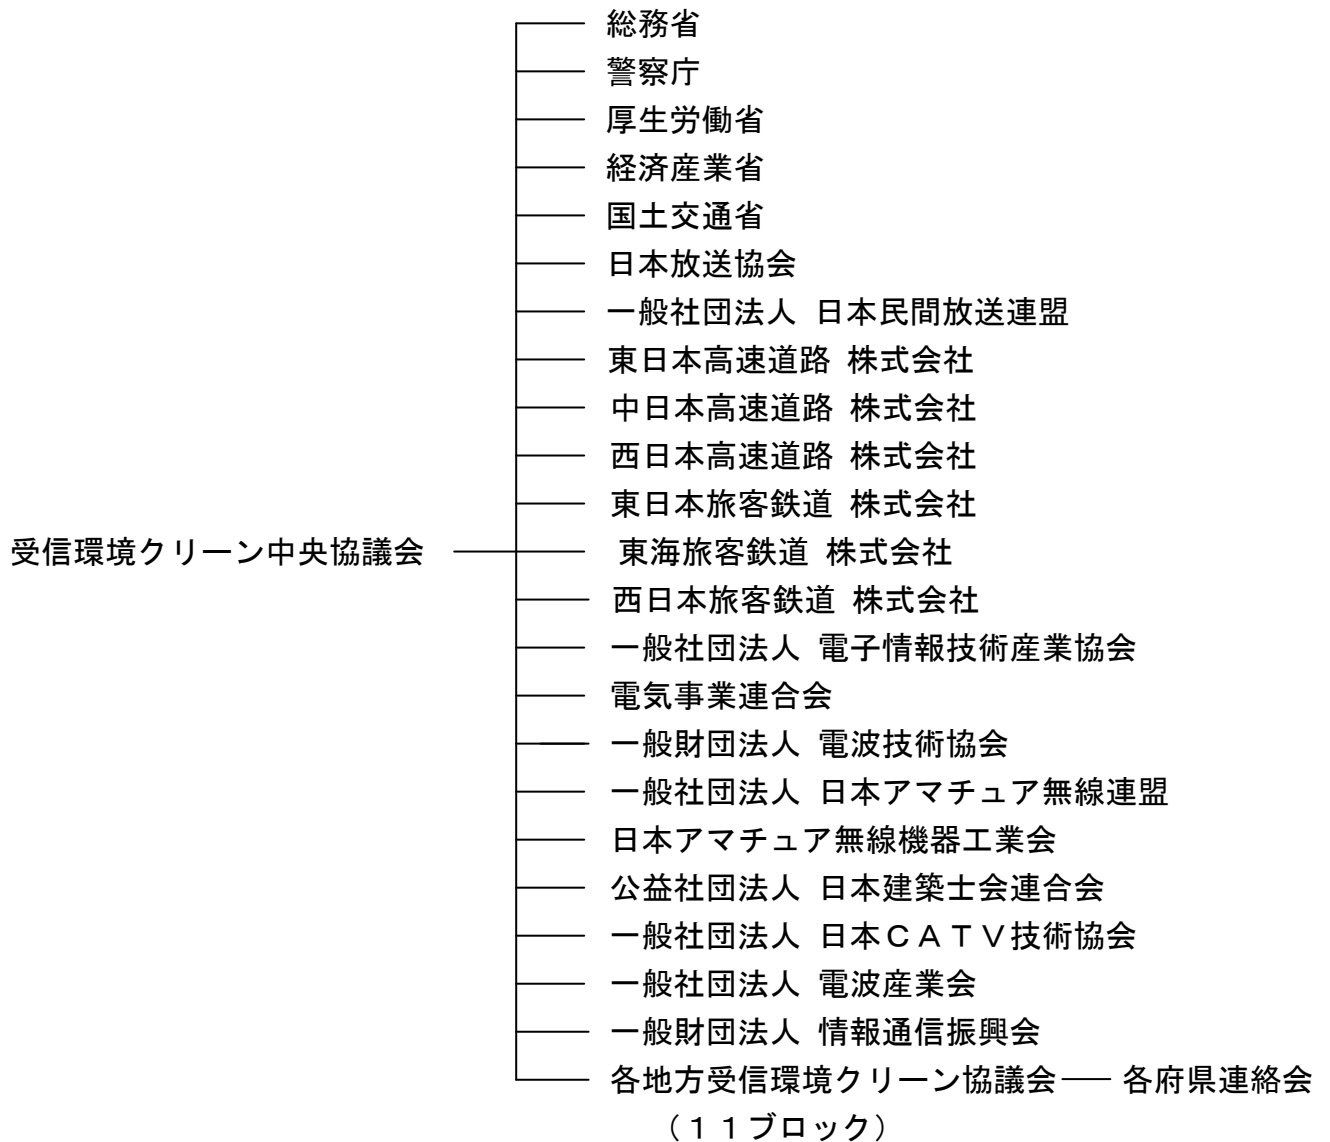 総務省
警察庁
厚生労働省
経済産業省
国土交通省
日本放送協会
一般社団法人 日本民間放送連盟
東日本高速道路 株式会社
中日本高速道路 株式会社
西日本高速道路 株式会社
東日本旅客鉄道 株式会社
受信環境クリーン中央協議会 東海旅客鉄道 株式会社
西日本旅客鉄道 株式会社
一般社団法人 電子情報技術産業協会
電気事業連合会
一般財団法人 電波技術協会
一般社団法人 日本アマチュア無線連盟
日本アマチュア無線機器工業会
公益社団法人 日本建築士会連合会
一般社団法人 日本CATV技術協会
一般社団法人 電波産業会
一般財団法人 情報通信振興会
各地方受信環境クリーン協議会 各府県連絡会
(11ブロック)